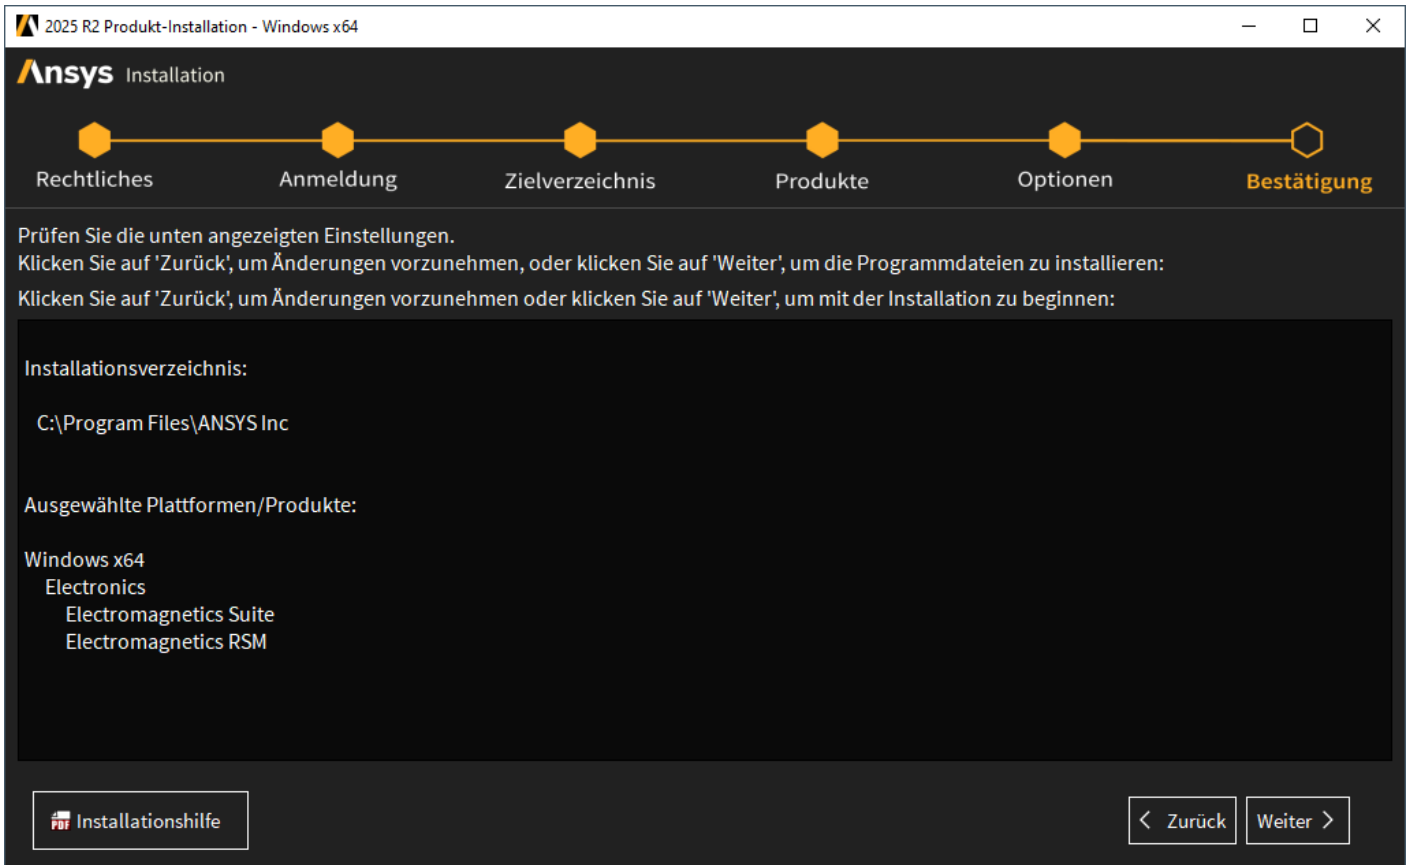 2025 R2 Produkt-Installation - Windows x64
Ansys Installation
Rechtliches Anmeldung Zielverzeichnis Produkte Optionen Bestätigung
Prüfen Sie die unten angezeigten Einstellungen.
Klicken Sie auf 'Zurück', um Änderungen vorzunehmen, oder klicken Sie auf 'Weiter', um die Programmdateien zu installieren:
Klicken Sie auf 'Zurück', um Änderungen vorzunehmen oder klicken Sie auf 'Weiter', um mit der Installation zu beginnen:
Installationsverzeichnis:
C:\Program Files\ANSYS Inc
Ausgewählte Plattformen/Produkte:
Windows x64
Electronics
Electromagnetics Suite
Electromagnetics RSM
PDF Installationshilfe
Zurück Weiter